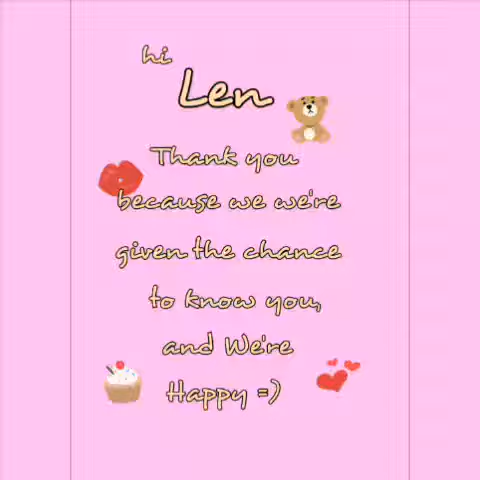 hi
Len
Thank you
because we we're
given the chance
to know you,
and We're
Happy =)